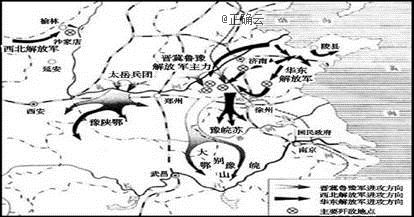 @正确云
榆林
沙家店
西北解放军
延安
太岳兵团
晋冀鲁豫
解放军主力
济南
陵县
华东
解放军
西安
豫陕鄂
郑州
徐州
豫皖苏
国民政府
南京
大别山
鄂豫皖
武昌
晋冀鲁豫军进攻方向
西北解放军进攻方向
华东解放军进攻方向
主要歼敌地点